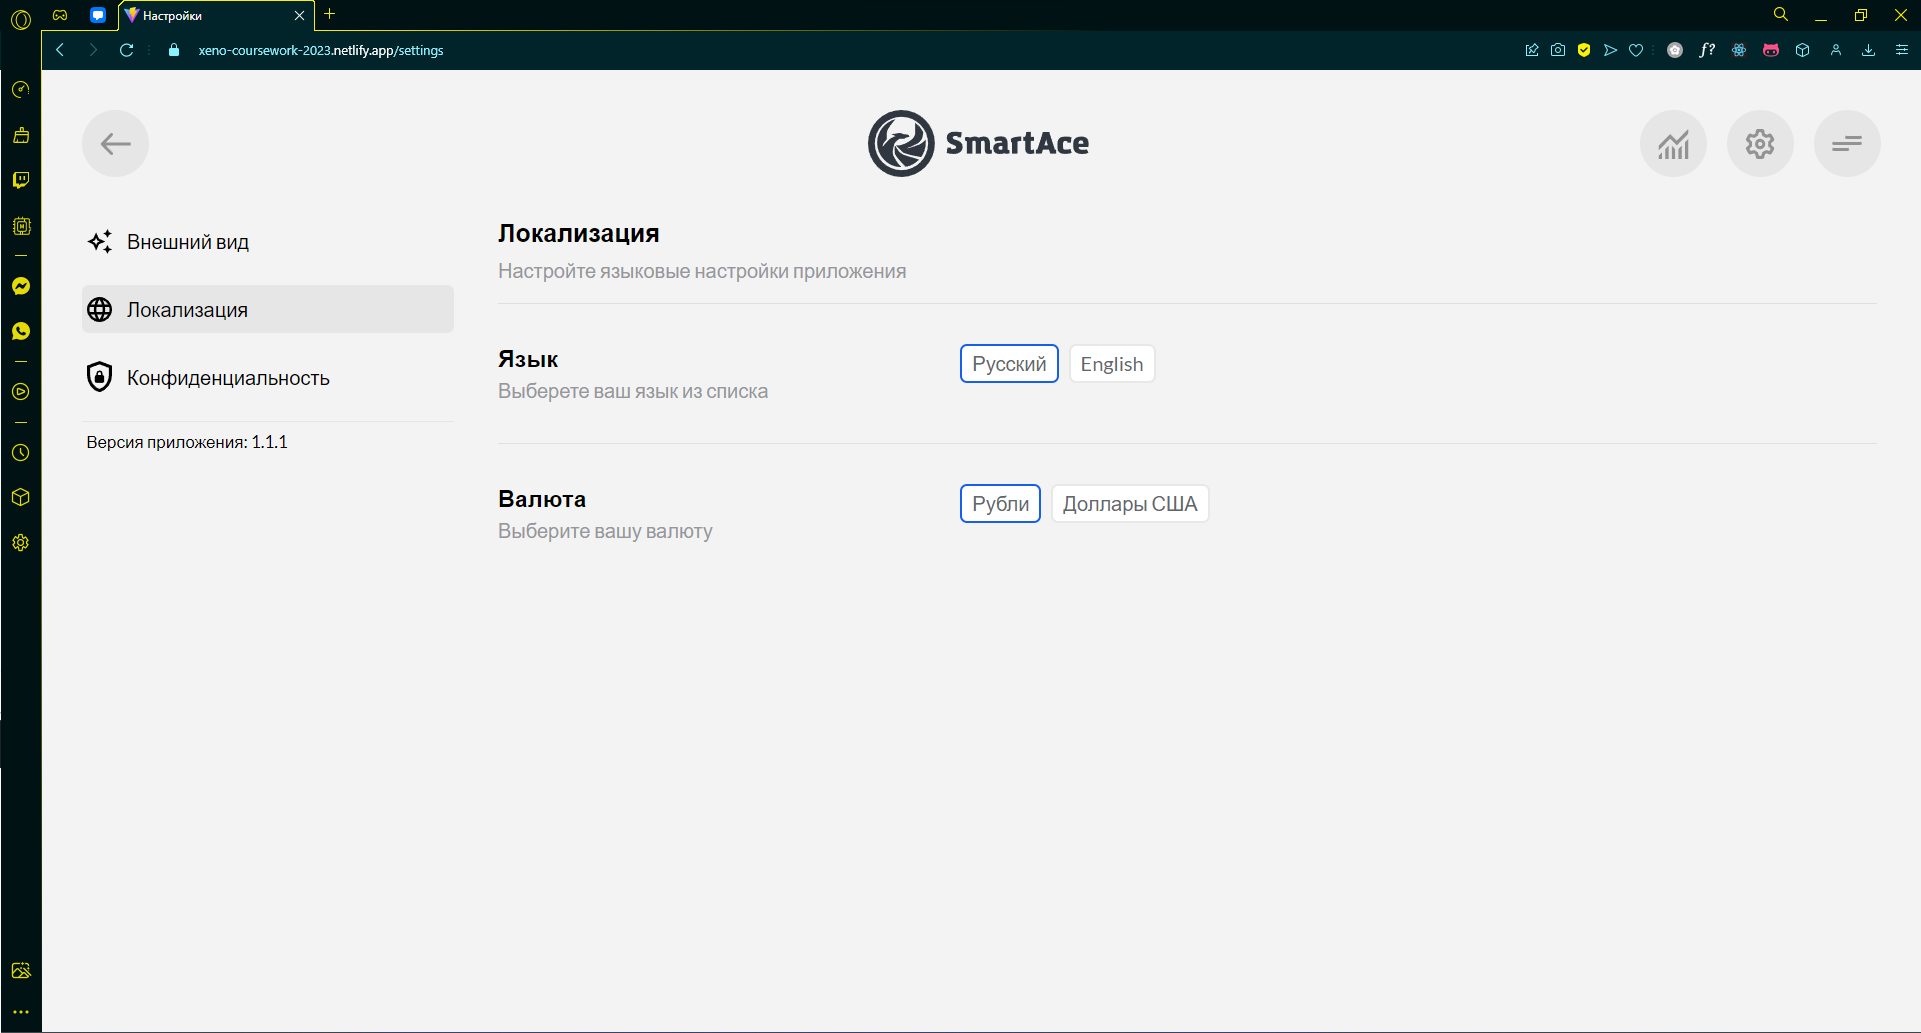 Настройки
xeno-coursework-2023.netlify.app/settings
f?
SmartAce
Внешний вид
Локализация
Конфиденциальность
Версия приложения: 1.1.1
Локализация
Настройте языковые настройки приложения
Язык
Выберете ваш язык из списка
Русский
English
Валюта
Выберите вашу валюту
Рубли
Доллары США